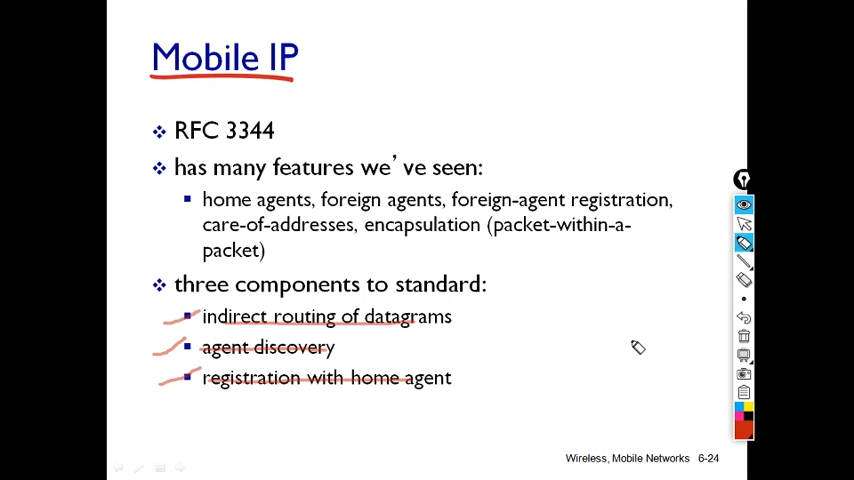 Mobile IP
RFC 3344
has many features we've seen:
home agents, foreign agents, foreign-agent registration,
care-of-addresses, encapsulation (packet-within-a-
packet)
three components to standard:
indirect routing of datagrams
agent discovery
registration with home agent
Wireless, Mobile Networks 6-24